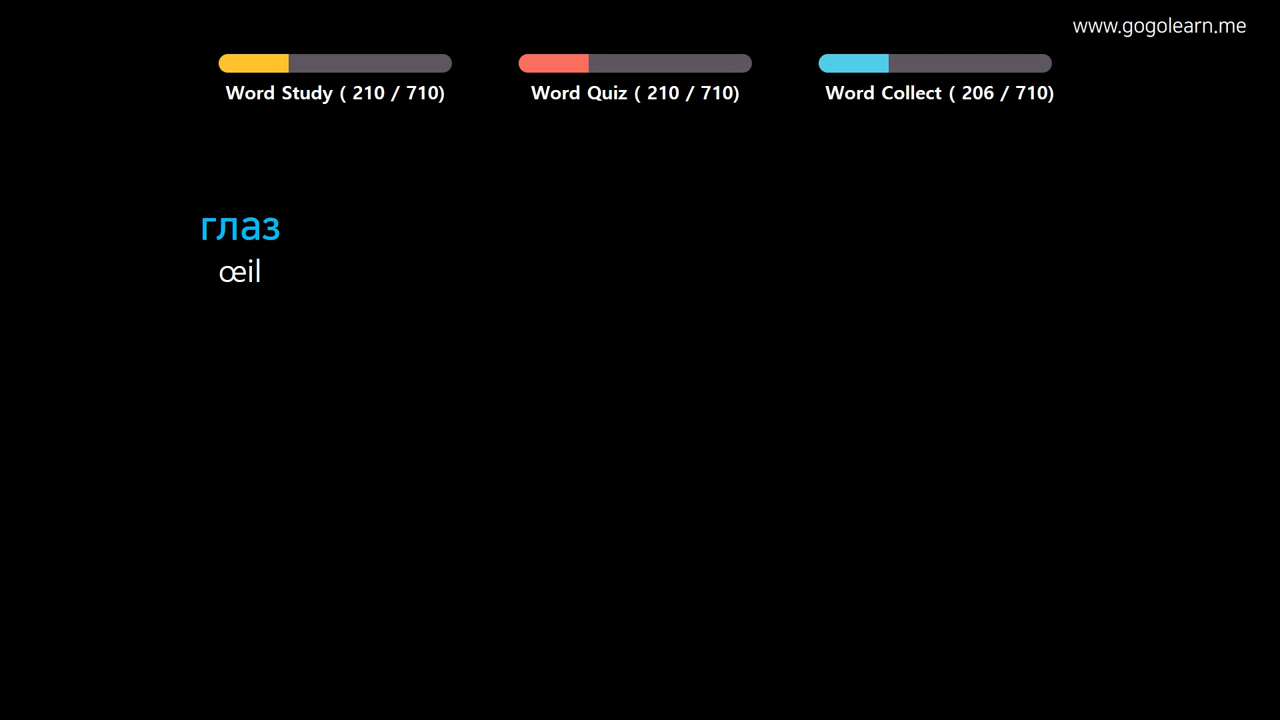 www.gogolearn.me
Word Study ( 210 / 710)
Word Quiz ( 210 / 710)
Word Collect ( 206 / 710)
глаз
œil